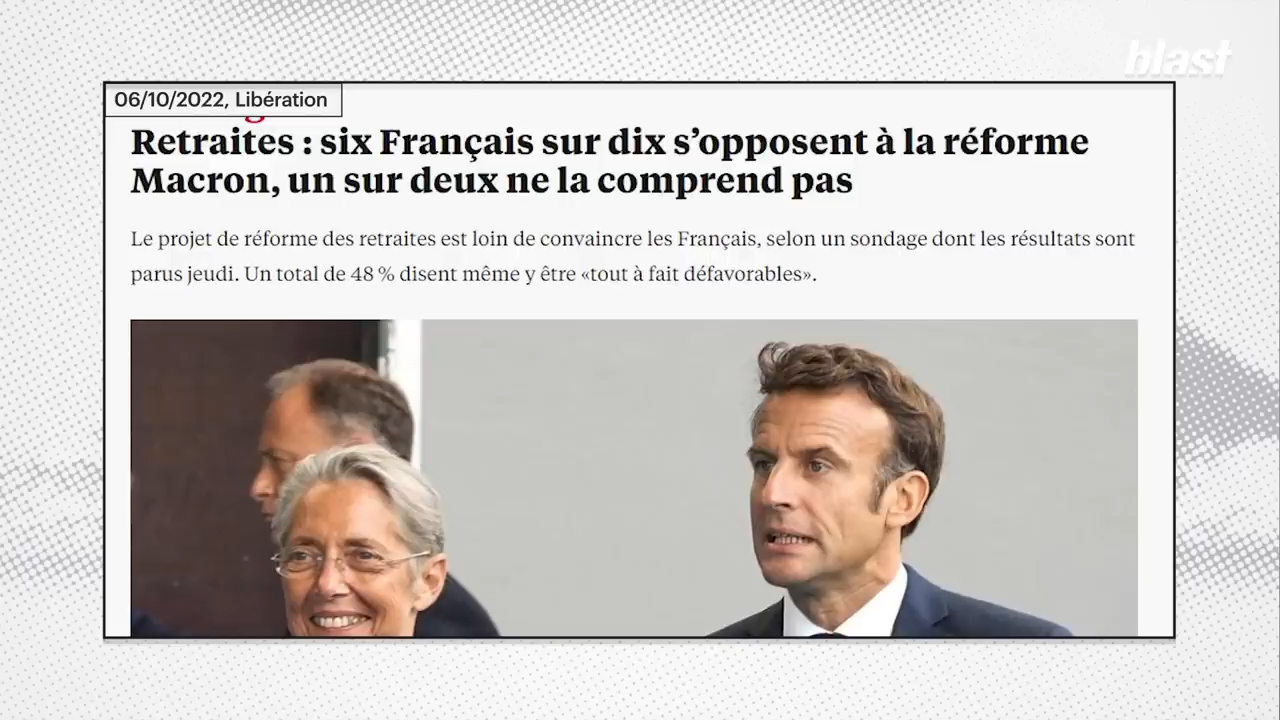 blast
06/10/2022, Libération
Retraites : six Français sur dix s’opposent à la réforme
Macron, un sur deux ne la comprend pas
Le projet de réforme des retraites est loin de convaincre les Français, selon un sondage dont les résultats sont
parus jeudi. Un total de 48 % disent même y être «tout à fait défavorables».